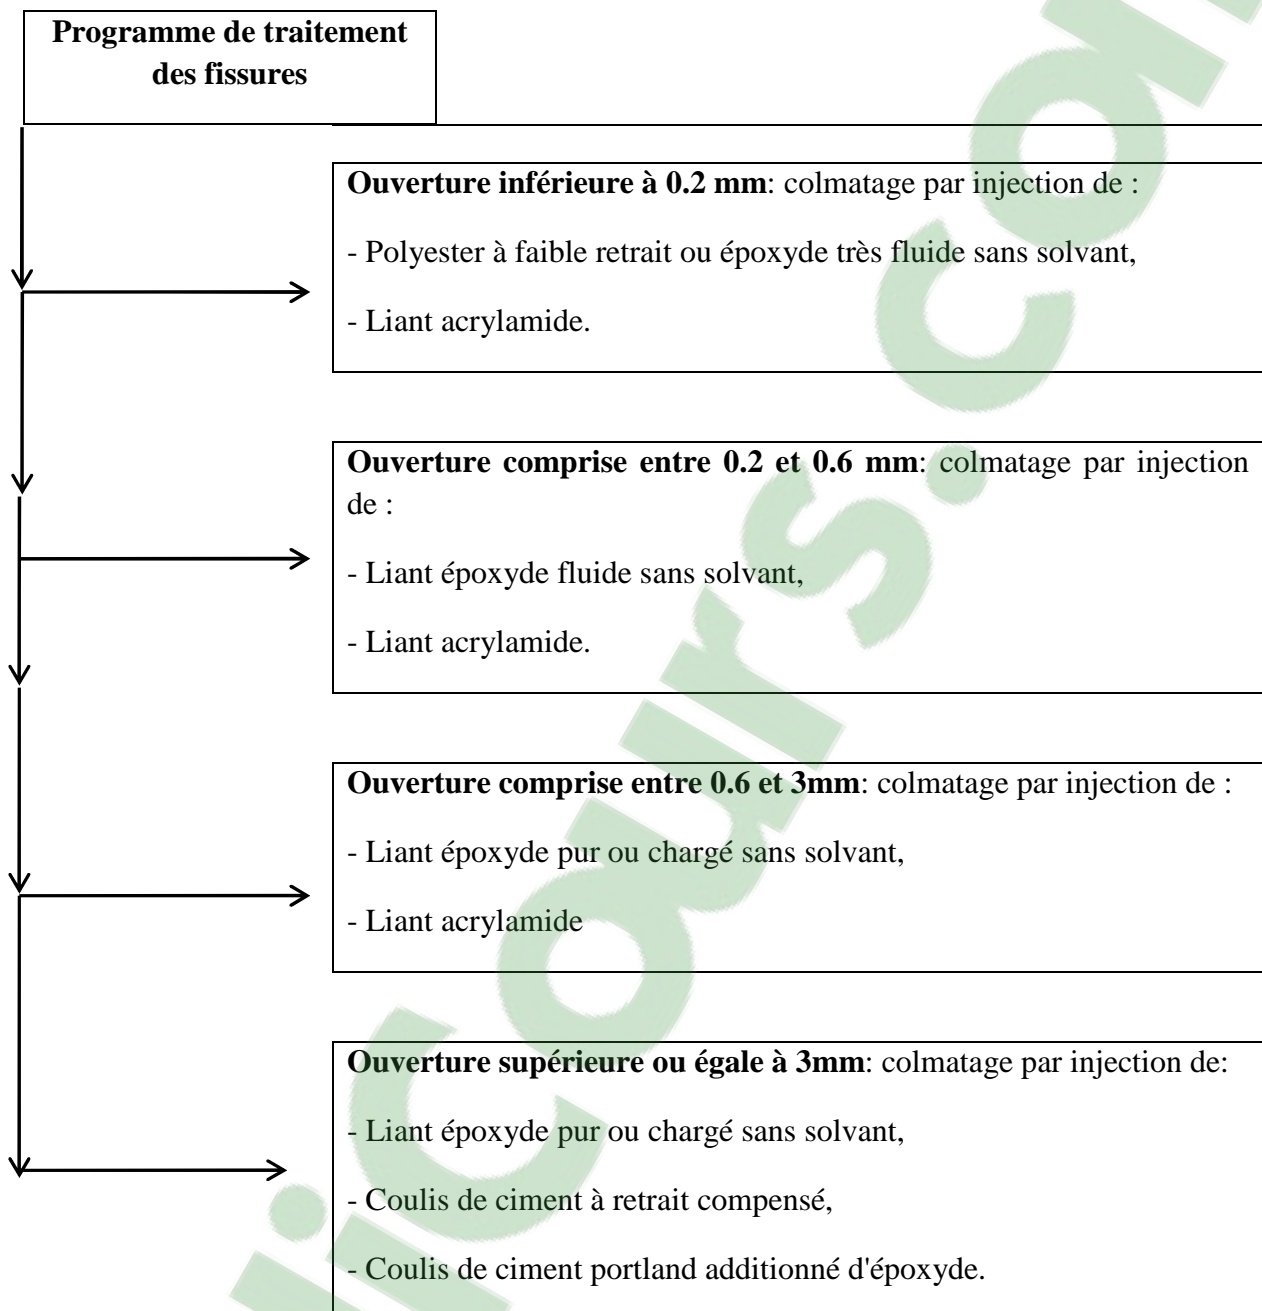 Programme de traitement
des fissures
Ouverture inférieure à 0.2 mm: colmatage par injection de :
- Polyester à faible retrait ou époxyde très fluide sans solvant,
- Liant acrylamide.
Ouverture comprise entre 0.2 et 0.6 mm: colmatage par injection
de :
- Liant époxyde fluide sans solvant,
- Liant acrylamide.
Ouverture comprise entre 0.6 et 3mm: colmatage par injection de :
- Liant époxyde pur ou chargé sans solvant,
- Liant acrylamide
Ouverture supérieure ou égale à 3mm: colmatage par injection de:
- Liant époxyde pur ou chargé sans solvant,
- Coulis de ciment à retrait compensé,
- Coulis de ciment portland additionné d'époxyde.
iCours.co